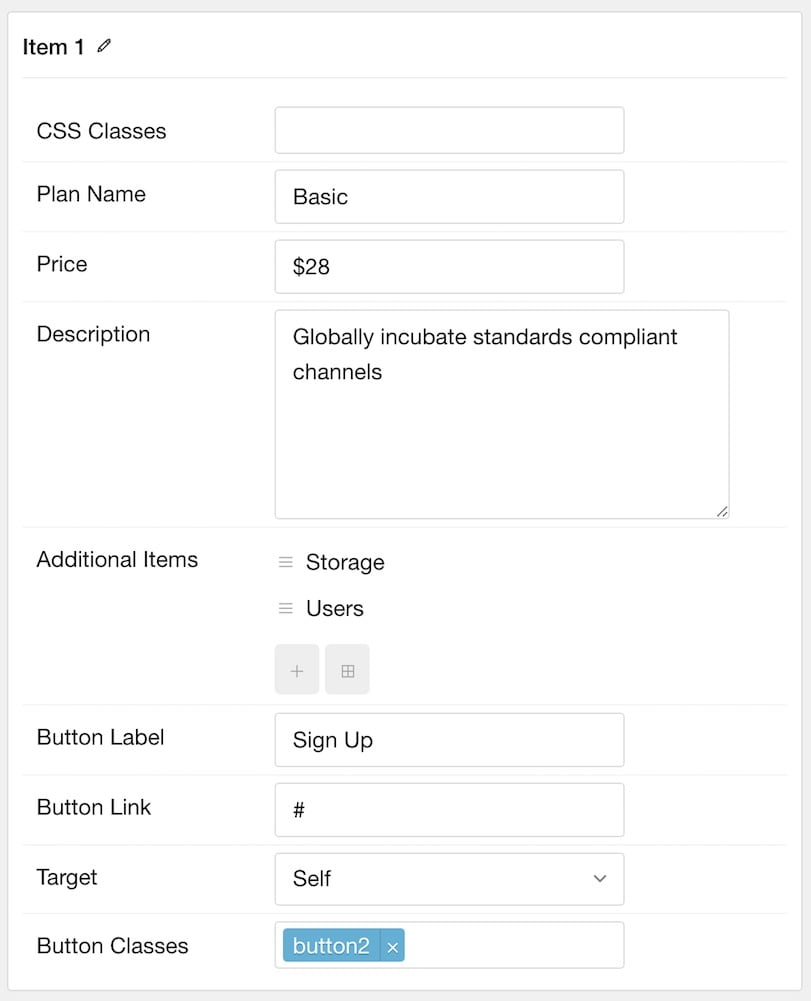 Item 1
CSS Classes
Plan Name
Basic
Price
$28
Description
Globally incubate standards compliant
channels
Additional Items
Storage
Users
Button Label
Sign Up
Button Link
#
Target
Self
Button Classes
button2 ×